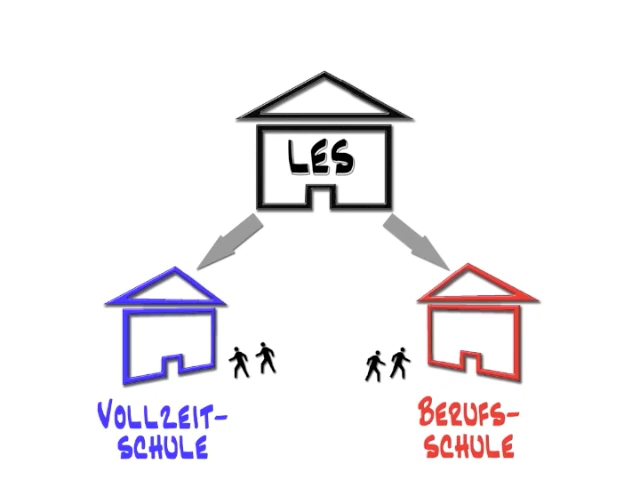 LES
VOLLZEIT-
SCHULE
BERUFS-
SCHULE